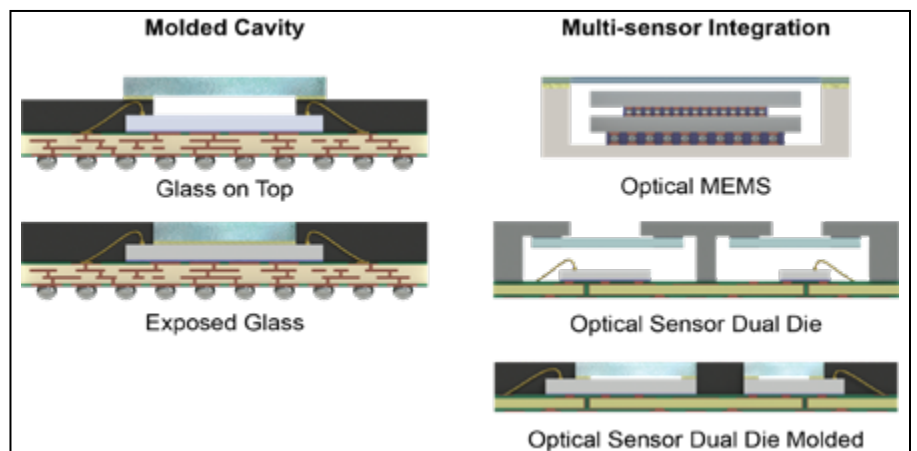 Molded Cavity
Glass on Top
Exposed Glass
Multi-sensor Integration
Optical MEMS
Optical Sensor Dual Die
Optical Sensor Dual Die Molded